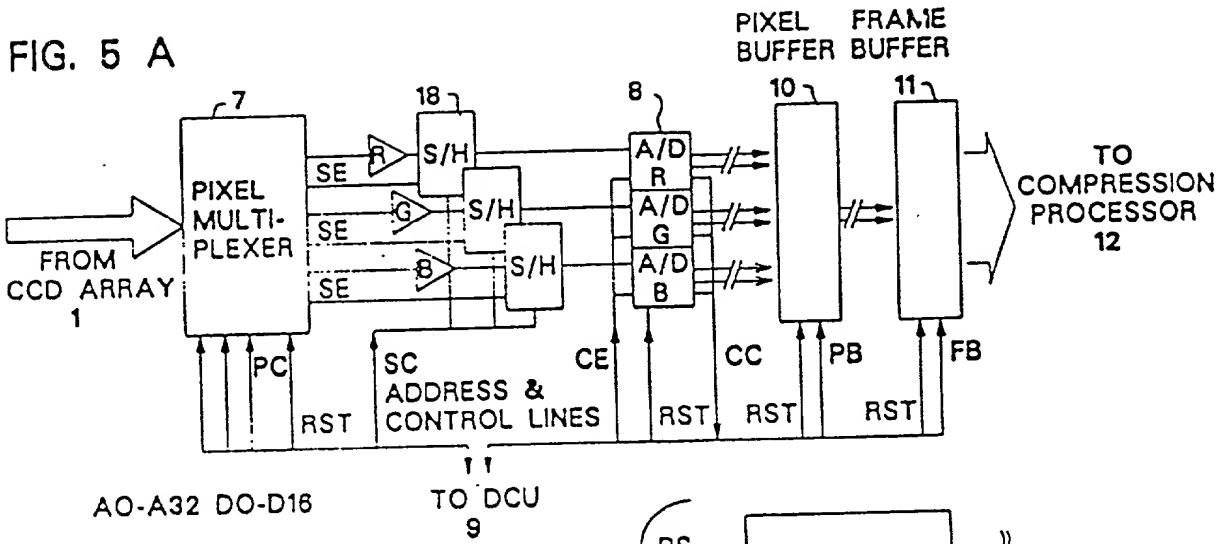 FIG. 5 A
PIXEL FRAME
BUFFER BUFFER
7
18
8
10
11
PIXEL
MULTI-
PLEXER
SE
SE
SE
R
G
B
S/H
S/H
S/H
A/D
R
A/D
G
A/D
B
FROM
CCD ARRAY
1
TO
COMPRESSION
PROCESSOR
12
PC
RST
SC
ADDRESS &
CONTROL LINES
CE
RST
CC
RST
PB
RST
FB
AO-A32 DO-D16
TO DCU
9